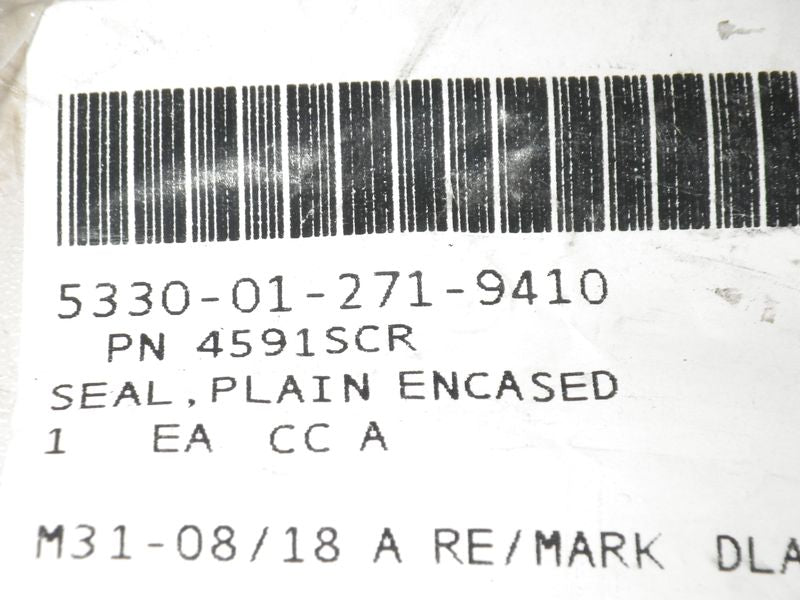 5330-01-271-9410
PN 4591SCR
SEAL, PLAIN ENCASED
1 EA CC A
M31-08/18 A RE/MARK DLA